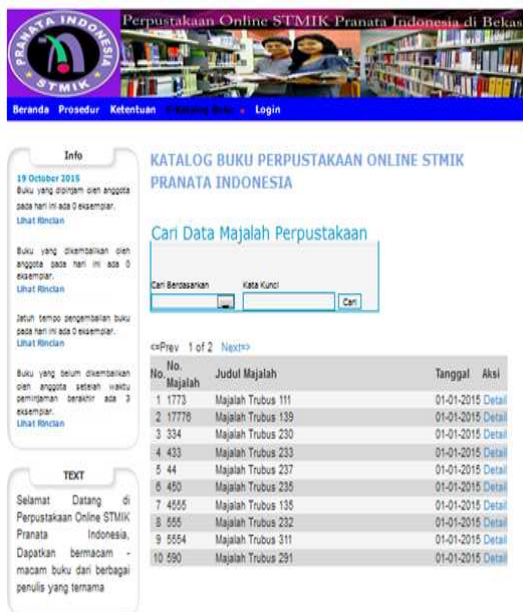 Perpustakaan Online STMIK Pranata Indonesia di Bekas
PRANATA INDONESIA
STMIK
Beranda Prosedur Ketentuan E-Katalog Buku Login
Info
19 October 2015
Buku yang dipinjam oleh anggota
pada hari ini ada 0 eksemplar.
Lihat Rincian
Buku yang dikembalikan oleh
anggota pada hari ini ada 0
eksemplar.
Lihat Rincian
Jatuh tempo pengembalian buku
pada hari ini ada 0 eksemplar.
Lihat Rincian
Buku yang belum dikembalikan
oleh anggota setelah waktu
peminjaman berakhir ada 3
eksemplar.
Lihat Rincian
TEXT
Selamat Datang di
Perpustakaan Online STMIK
Pranata Indonesia,
Dapatkan bermacam -
macam buku dari berbagai
penulis yang ternama
KATALOG BUKU PERPUSTAKAAN ONLINE STMIK
PRANATA INDONESIA
Cari Data Majalah Perpustakaan
Cari Berdasarkan Kata Kunci
Cari
<=Prev 1 of 2 Next=>
No. No. Majalah Judul Majalah Tanggal Aksi
1 1773 Majalah Trubus 111 01-01-2015 Detail
2 17776 Majalah Trubus 139 01-01-2015 Detail
3 334 Majalah Trubus 230 01-01-2015 Detail
4 433 Majalah Trubus 233 01-01-2015 Detail
5 44 Majalah Trubus 237 01-01-2015 Detail
6 450 Majalah Trubus 235 01-01-2015 Detail
7 4555 Majalah Trubus 135 01-01-2015 Detail
8 555 Majalah Trubus 232 01-01-2015 Detail
9 5554 Majalah Trubus 311 01-01-2015 Detail
10 590 Majalah Trubus 291 01-01-2015 Detail